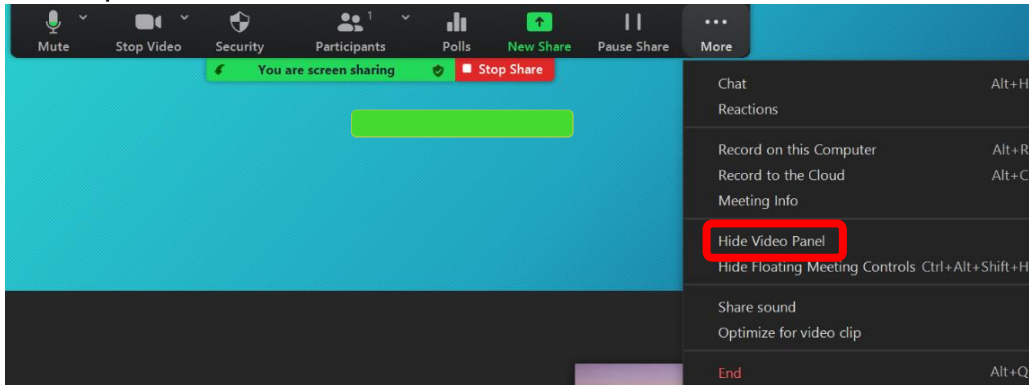 1
Mute Stop Video Security Participants Polls New Share Pause Share More
You are screen sharing Stop Share
Chat Alt+H
Reactions
Record on this Computer Alt+R
Record to the Cloud Alt+C
Meeting Info
Hide Video Panel
Hide Floating Meeting Controls Ctrl+Alt+Shift+H
Share sound
Optimize for video clip
End Alt+Q